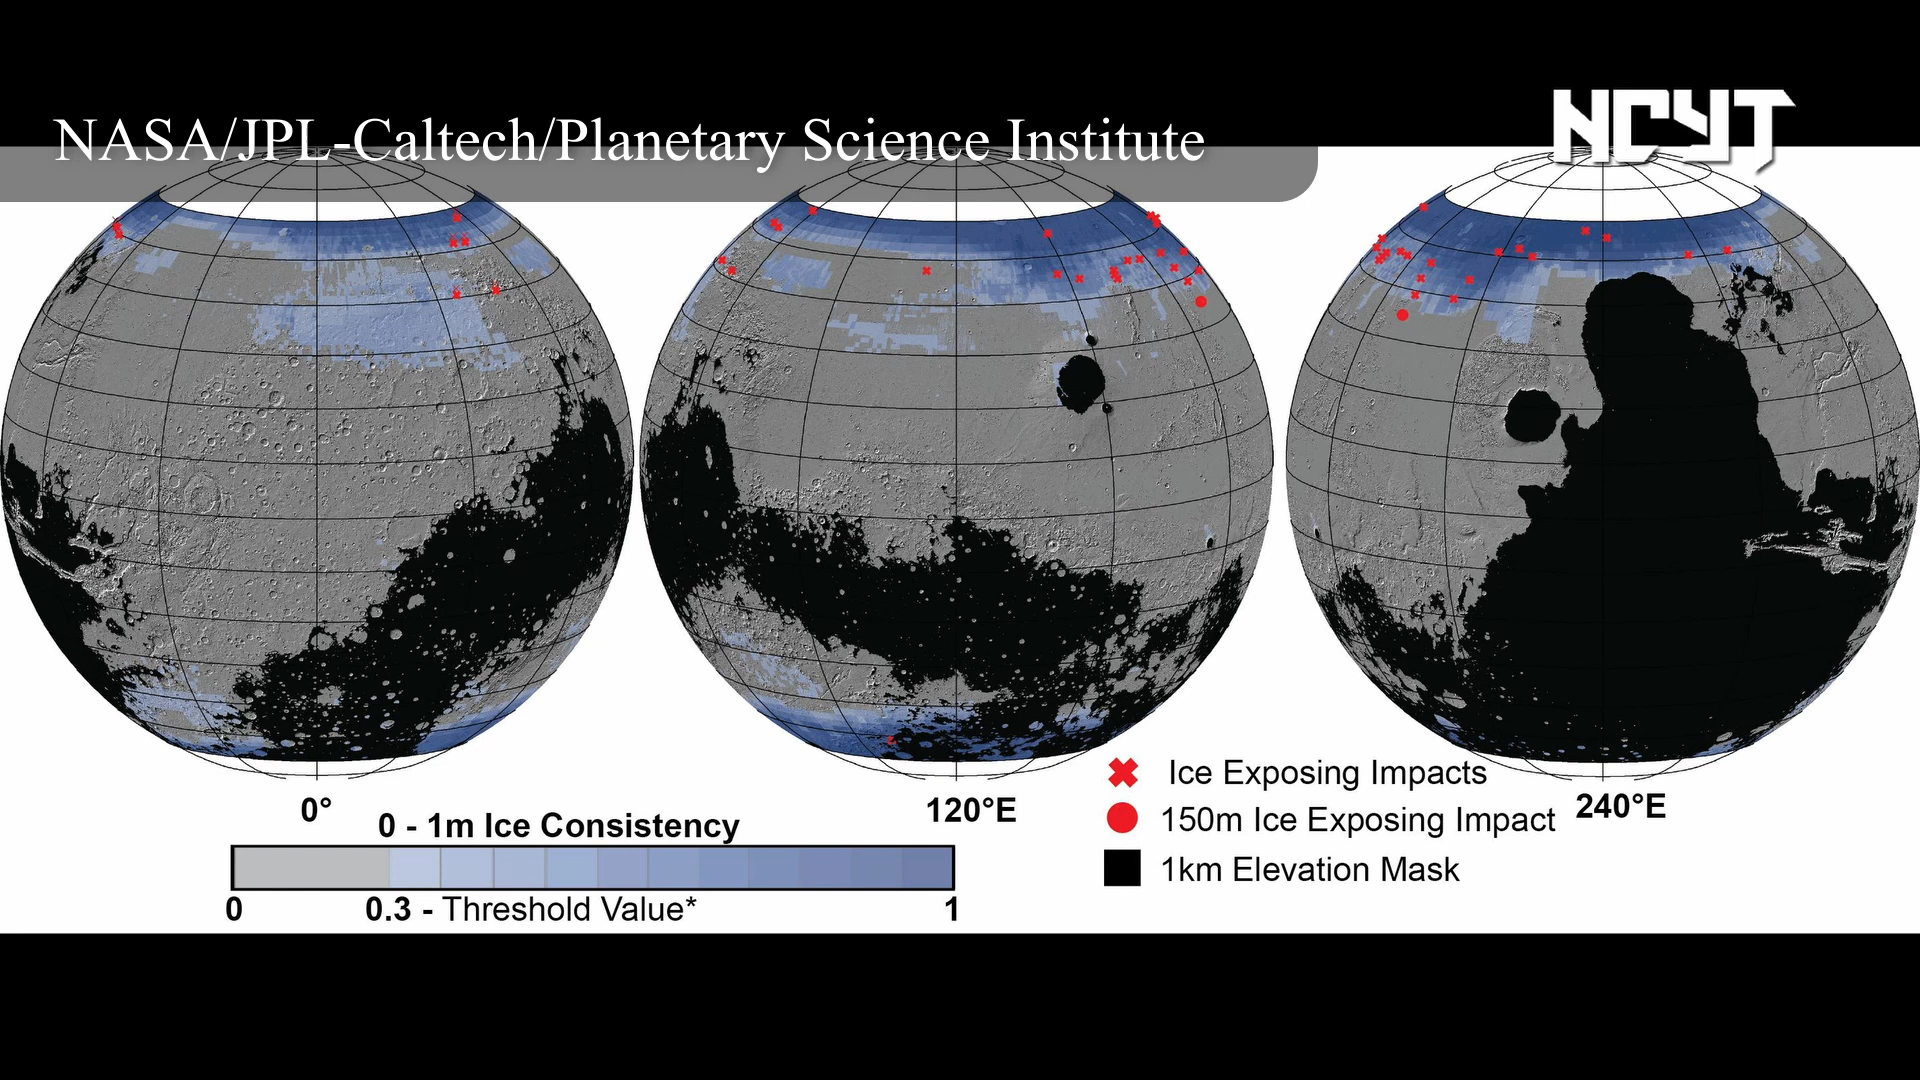 NCYT
NASA/JPL-Caltech/Planetary Science Institute
0°
120°E
240°E
0 - 1m Ice Consistency
0
0.3 - Threshold Value*
1
Ice Exposing Impacts
150m Ice Exposing Impact
1km Elevation Mask